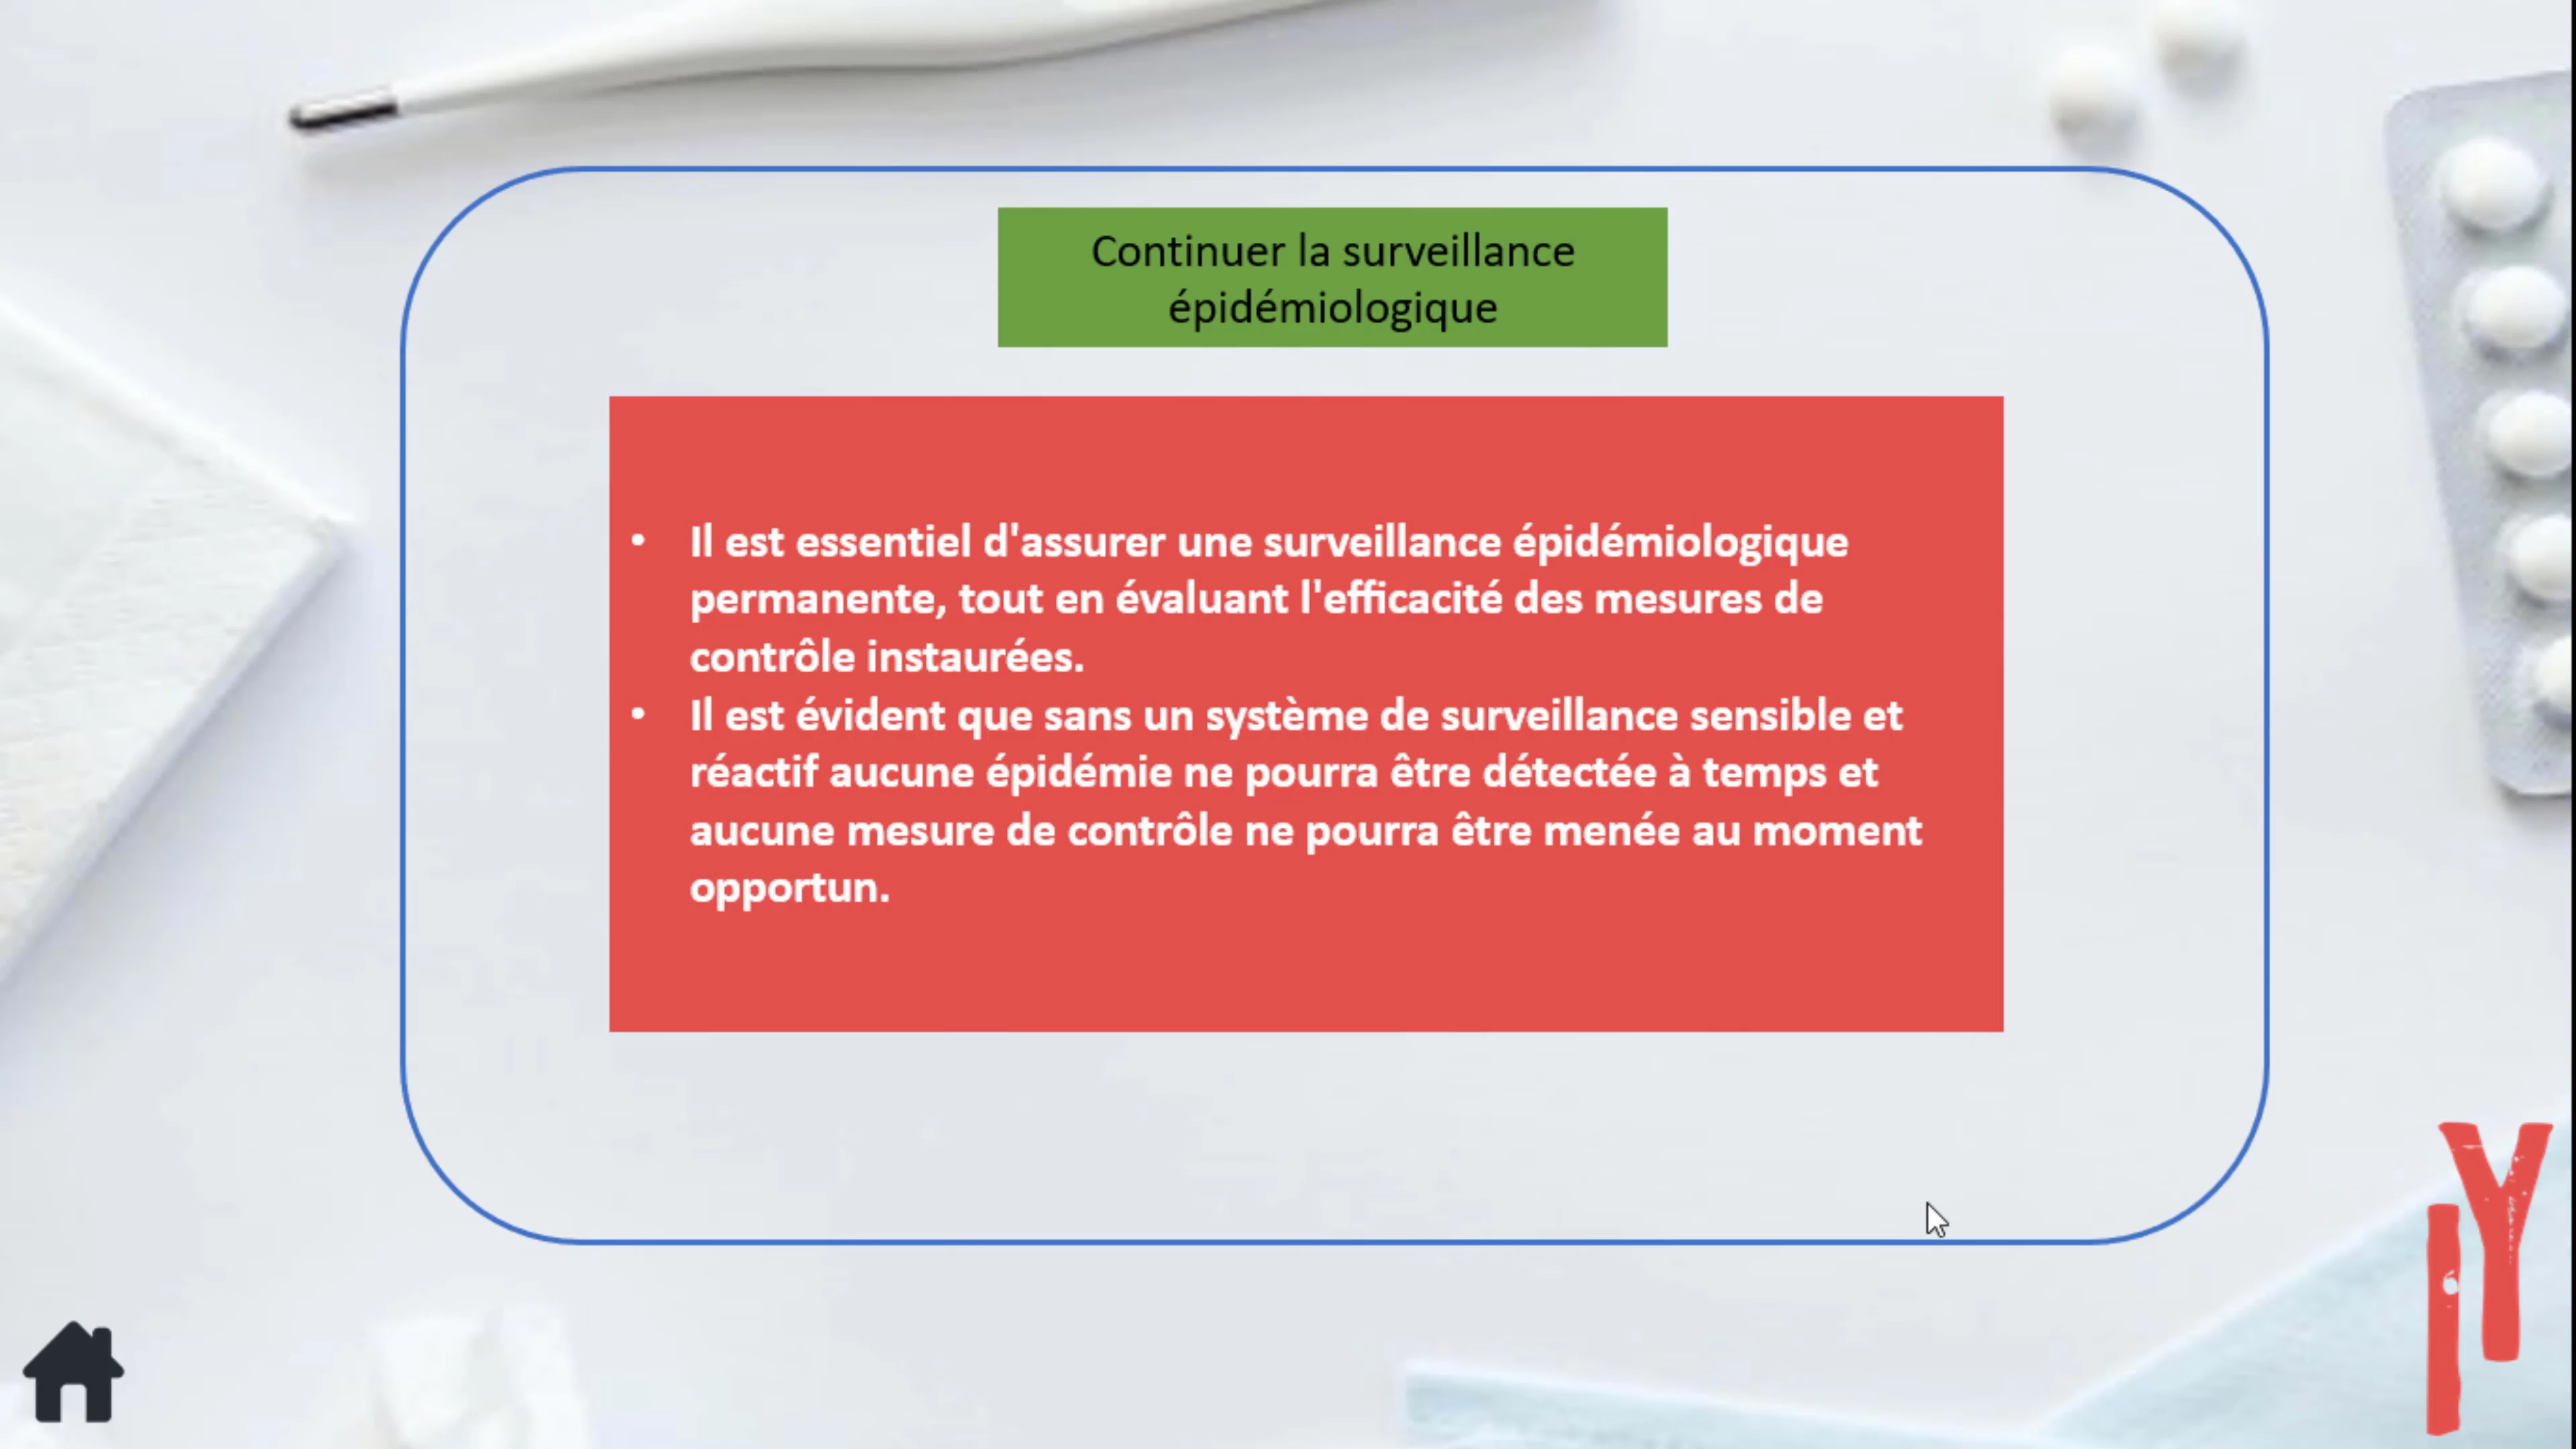 Continuer la surveillance
épidémiologique
• Il est essentiel d'assurer une surveillance épidémiologique
permanente, tout en évaluant l'efficacité des mesures de
contrôle instaurées.
• Il est évident que sans un système de surveillance sensible et
réactif aucune épidémie ne pourra être détectée à temps et
aucune mesure de contrôle ne pourra être menée au moment
opportun.